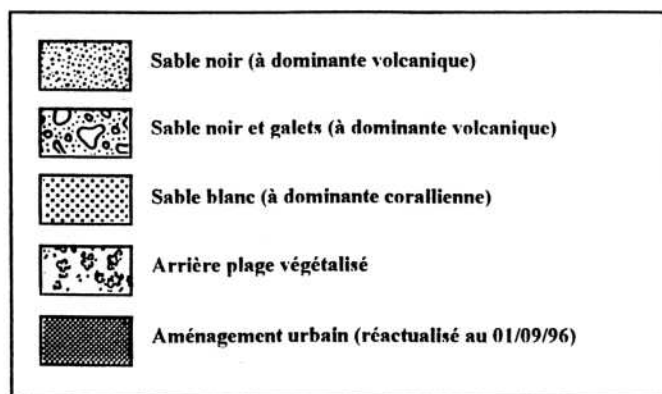 Sable noir (à dominante volcanique)
Sable noir et galets (à dominante volcanique)
Sable blanc (à dominante corallienne)
Arrière plage végétalisé
Aménagement urbain (réactualisé au 01/09/96)